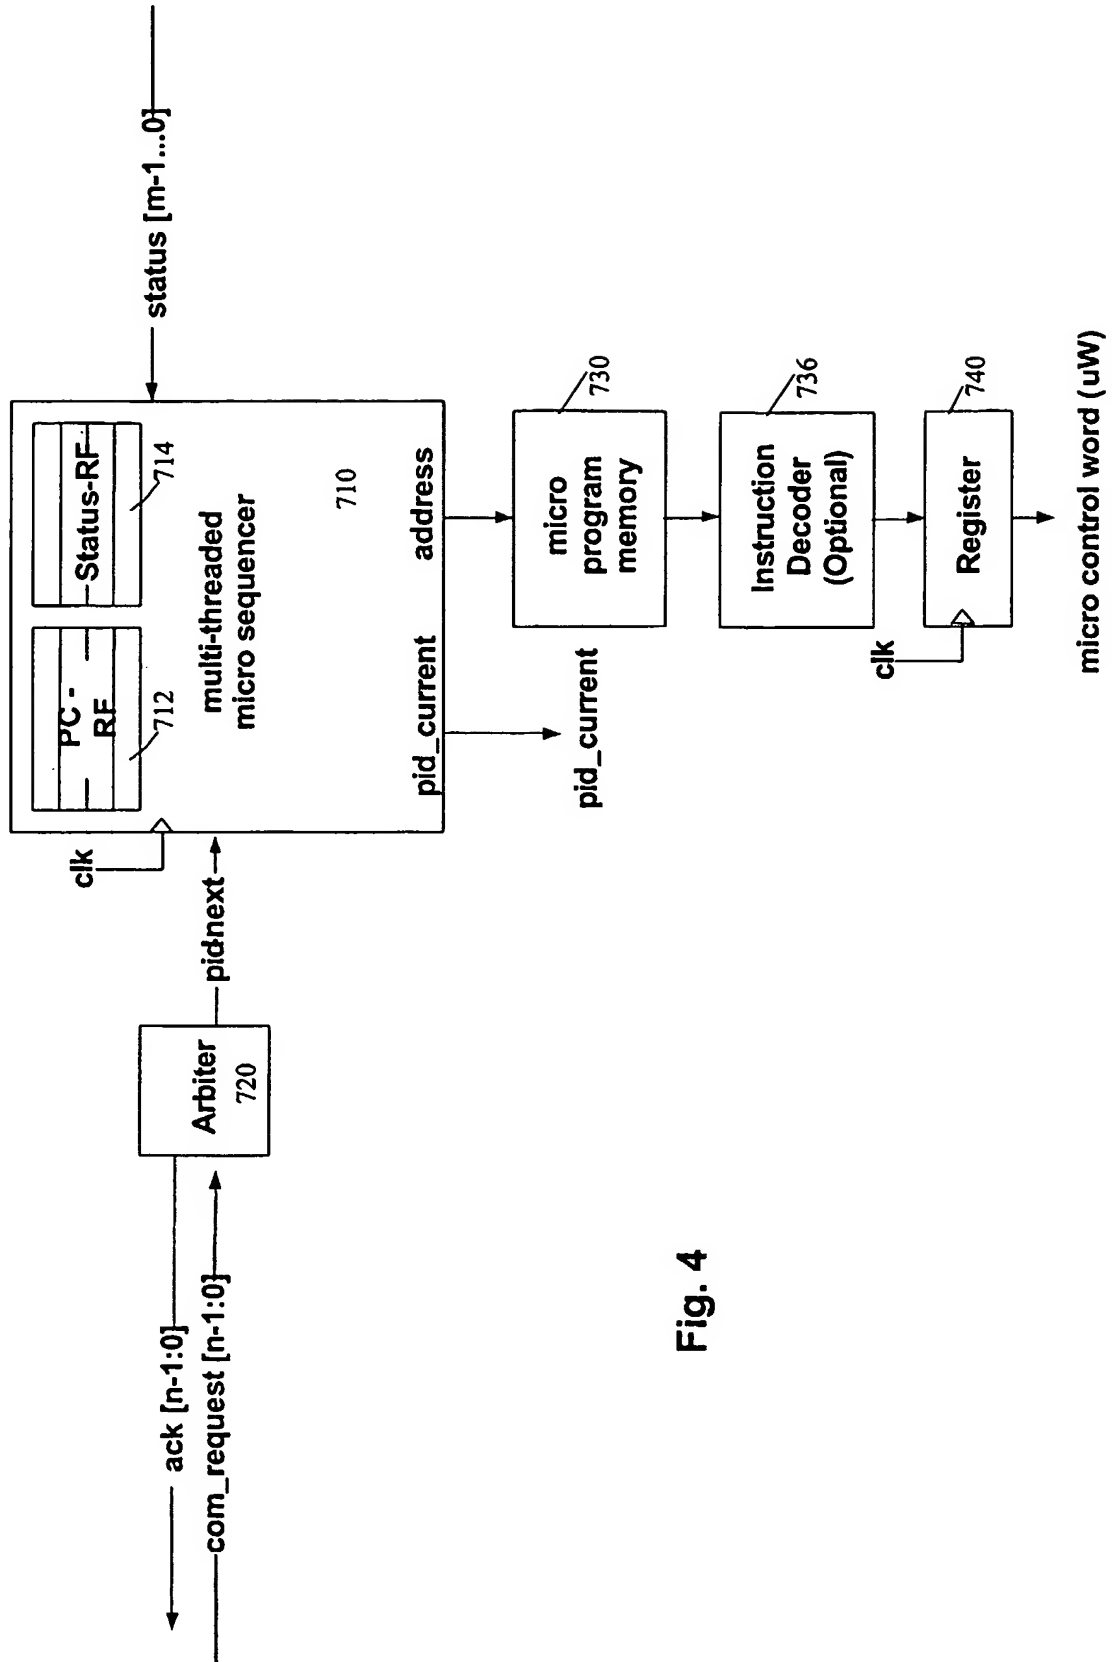 ack [n-1:0]
com_request [n-1:0]
Arbiter
720
pidnext
clk
PC -
RF
712
Status-RF
714
multi-threaded
micro sequencer
710
status [m-1...0]
pid_current
address
pid_current
micro
program
memory
730
Instruction
Decoder
(Optional)
736
clk
Register
740
micro control word (uW)
Fig. 4